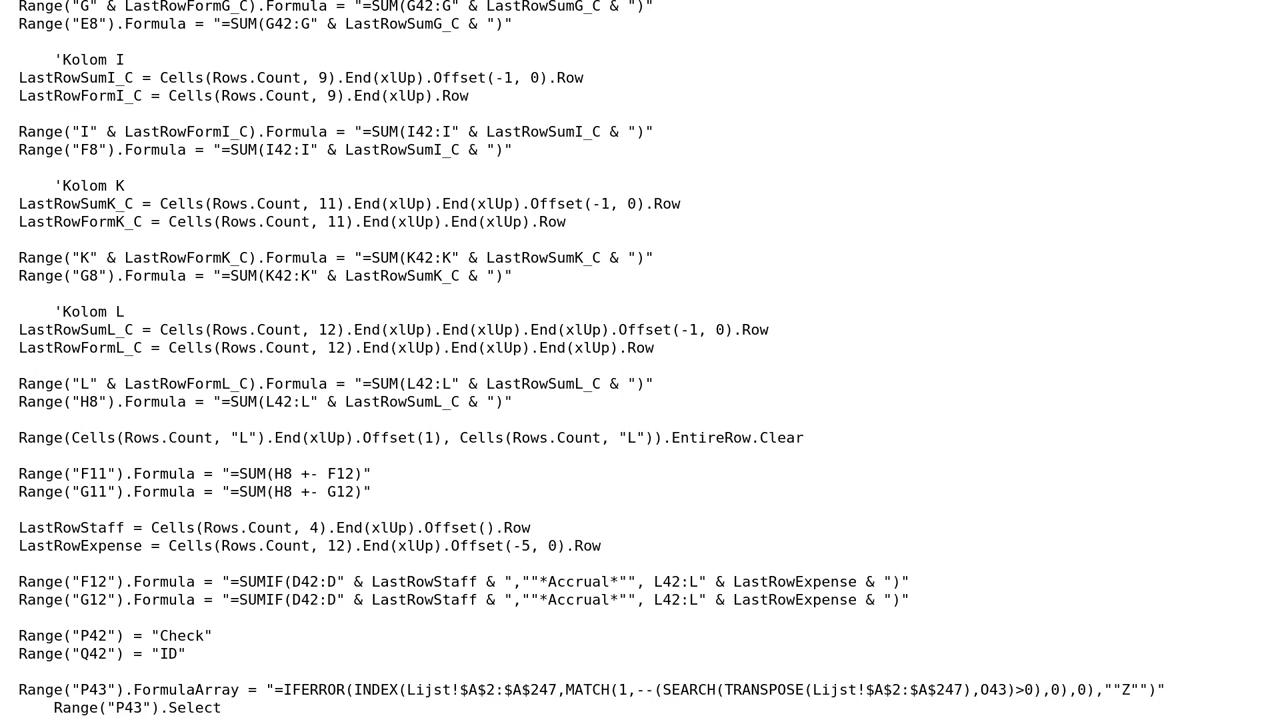 Range("G" & LastRowFormG_C).Formula = "=SUM(G42:G" & LastRowSumG_C & ")"
Range("E8").Formula = "=SUM(G42:G" & LastRowSumG_C & ")"
'Kolom I
LastRowSumI_C = Cells(Rows.Count, 9).End(xlUp).Offset(-1, 0).Row
LastRowFormI_C = Cells(Rows.Count, 9).End(xlUp).Row
Range("I" & LastRowFormI_C).Formula = "=SUM(I42:I" & LastRowSumI_C & ")"
Range("F8").Formula = "=SUM(I42:I" & LastRowSumI_C & ")"
'Kolom K
LastRowSumK_C = Cells(Rows.Count, 11).End(xlUp).End(xlUp).Offset(-1, 0).Row
LastRowFormK_C = Cells(Rows.Count, 11).End(xlUp).End(xlUp).Row
Range("K" & LastRowFormK_C).Formula = "=SUM(K42:K" & LastRowSumK_C & ")"
Range("G8").Formula = "=SUM(K42:K" & LastRowSumK_C & ")"
'Kolom L
LastRowSumL_C = Cells(Rows.Count, 12).End(xlUp).End(xlUp).End(xlUp).Offset(-1, 0).Row
LastRowFormL_C = Cells(Rows.Count, 12).End(xlUp).End(xlUp).End(xlUp).Row
Range("L" & LastRowFormL_C).Formula = "=SUM(L42:L" & LastRowSumL_C & ")"
Range("H8").Formula = "=SUM(L42:L" & LastRowSumL_C & ")"
Range(Cells(Rows.Count, "L").End(xlUp).Offset(1), Cells(Rows.Count, "L")).EntireRow.Clear
Range("F11").Formula = "=SUM(H8 +- F12)"
Range("G11").Formula = "=SUM(H8 +- G12)"
LastRowStaff = Cells(Rows.Count, 4).End(xlUp).Offset().Row
LastRowExpense = Cells(Rows.Count, 12).End(xlUp).Offset(-5, 0).Row
Range("F12").Formula = "=SUMIF(D42:D" & LastRowStaff & ",""*Accrual*"", L42:L" & LastRowExpense & ")"
Range("G12").Formula = "=SUMIF(D42:D" & LastRowStaff & ",""*Accrual*"", L42:L" & LastRowExpense & ")"
Range("P42") = "Check"
Range("Q42") = "ID"
Range("P43").FormulaArray = "=IFERROR(INDEX(Lijst!$A$2:$A$247,MATCH(1,--(SEARCH(TRANSPOSE(Lijst!$A$2:$A$247),O43)>0),0),0),""Z"")"
Range("P43").Select